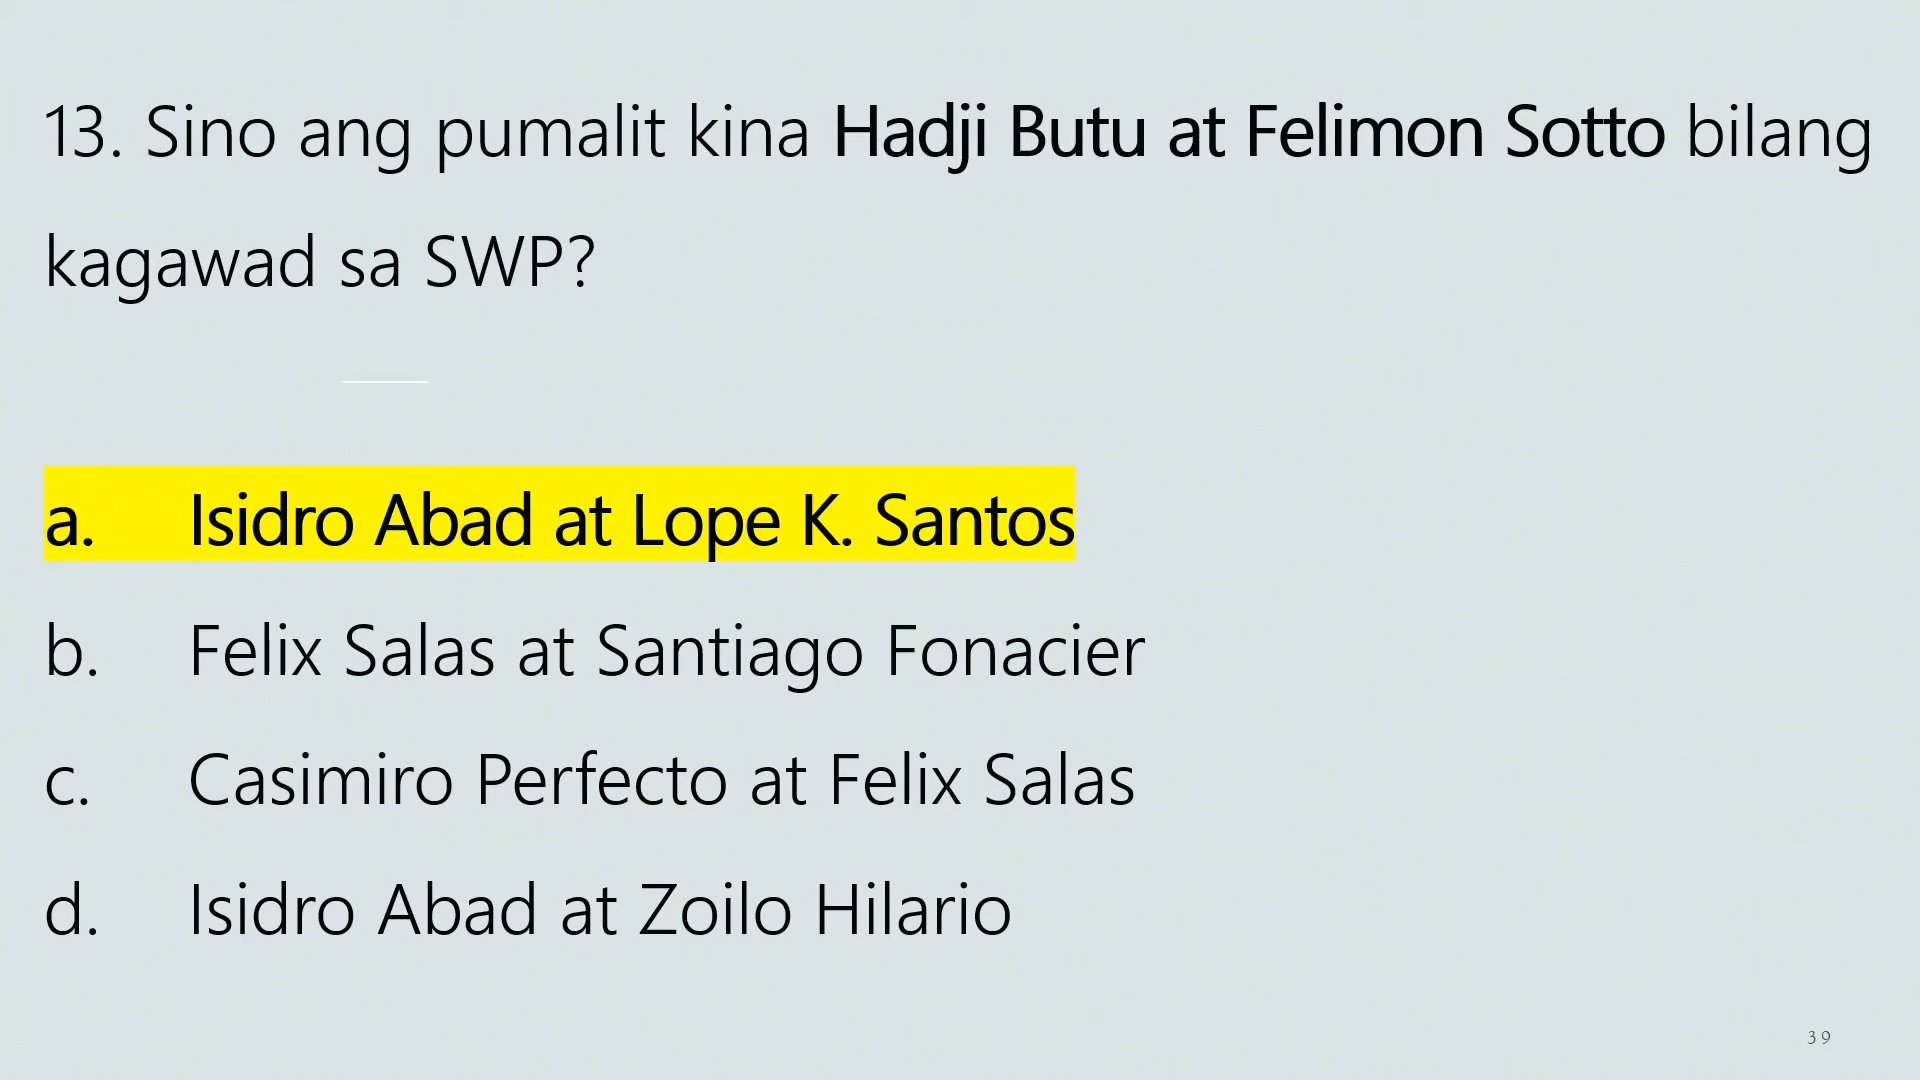 13. Sino ang pumalit kina Hadji Butu at Felimon Sotto bilang
kagawad sa SWP?
a. Isidro Abad at Lope K. Santos
b. Felix Salas at Santiago Fonacier
c. Casimiro Perfecto at Felix Salas
d. Isidro Abad at Zoilo Hilario
39